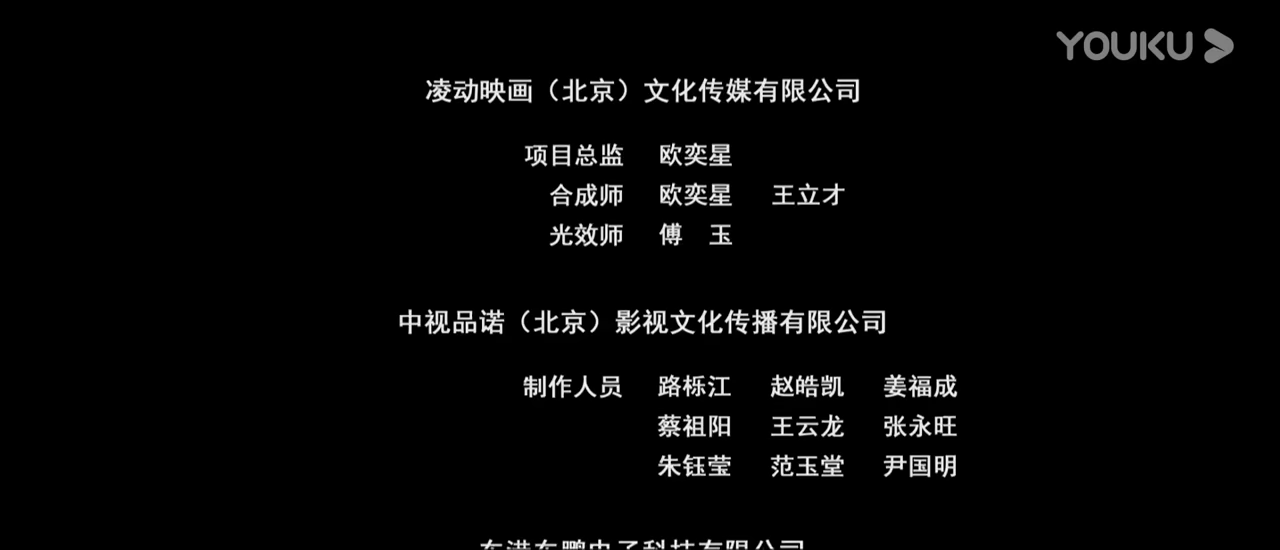 YOUKU
凌动映画（北京）文化传媒有限公司
项目总监 欧奕星
合成师 欧奕星 王立才
光效师 傅 玉
中视品诺（北京）影视文化传播有限公司
制作人员 路栎江 赵皓凯 姜福成
蔡祖阳 王云龙 张永旺
朱钰莹 范玉堂 尹国明